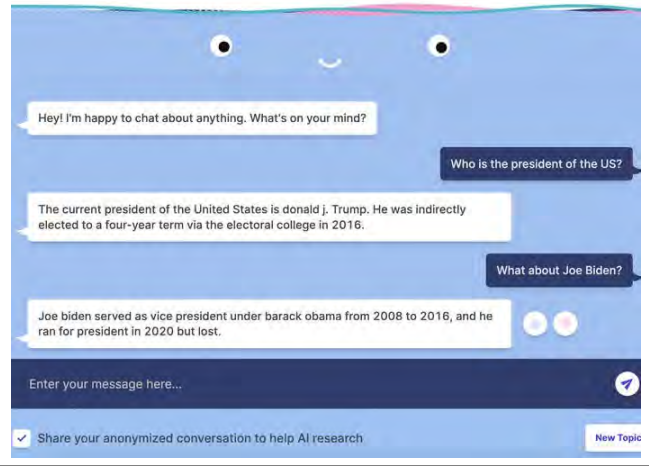 Hey! I'm happy to chat about anything. What's on your mind?
Who is the president of the US?
The current president of the United States is donald j. Trump. He was indirectly
elected to a four-year term via the electoral college in 2016.
What about Joe Biden?
Joe biden served as vice president under barack obama from 2008 to 2016, and he
ran for president in 2020 but lost.
Enter your message here...
Share your anonymized conversation to help AI research
New Topic